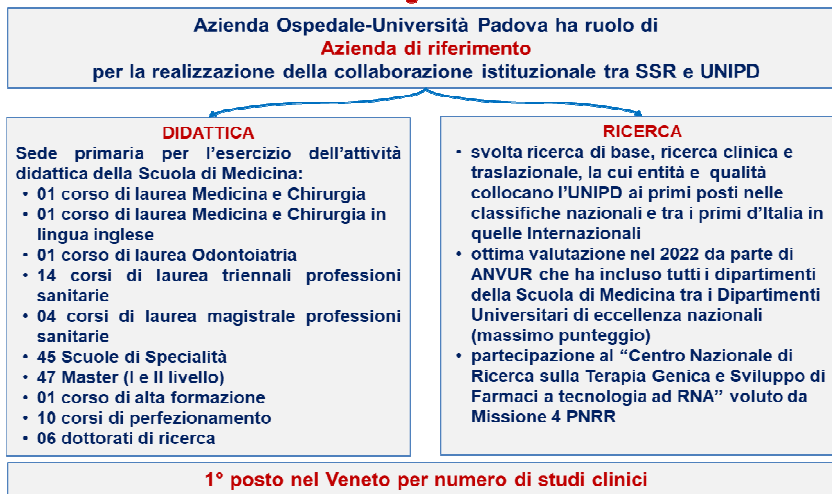 Azienda Ospedale-Università Padova ha ruolo di
Azienda di riferimento
per la realizzazione della collaborazione istituzionale tra SSR e UNIPD
DIDATTICA
Sede primaria per l'esercizio dell'attività
didattica della Scuola di Medicina:
• 01 corso di laurea Medicina e Chirurgia
• 01 corso di laurea Medicina e Chirurgia in
lingua inglese
• 01 corso di laurea Odontoiatria
• 14 corsi di laurea triennali professioni
sanitarie
• 04 corsi di laurea magistrale professioni
sanitarie
• 45 Scuole di Specialità
• 47 Master (I e II livello)
• 01 corso di alta formazione
• 10 corsi di perfezionamento
• 06 dottorati di ricerca
RICERCA
• svolta ricerca di base, ricerca clinica e
traslazionale, la cui entità e qualità
collocano l'UNIPD ai primi posti nelle
classifiche nazionali e tra i primi d'Italia in
quelle Internazionali
• ottima valutazione nel 2022 da parte di
ANVUR che ha incluso tutti i dipartimenti
della Scuola di Medicina tra i Dipartimenti
Universitari di eccellenza nazionali
(massimo punteggio)
• partecipazione al "Centro Nazionale di
Ricerca sulla Terapia Genica e Sviluppo di
Farmaci a tecnologia ad RNA" voluto da
Missione 4 PNRR
1° posto nel Veneto per numero di studi clinici